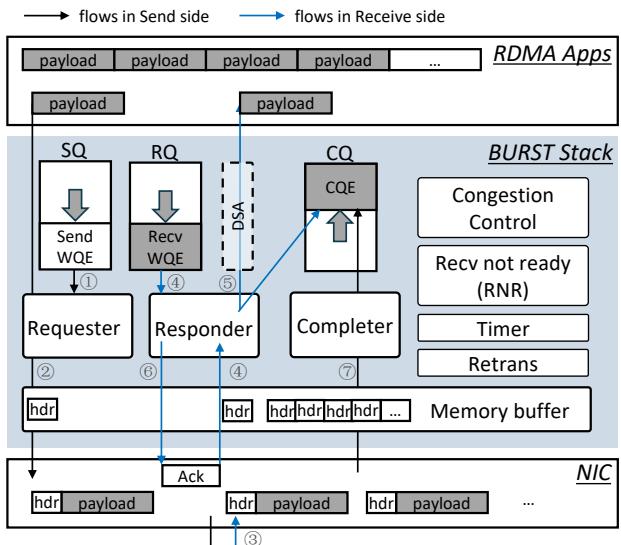 flows in Send side flows in Receive side
RDMA Apps
payload payload payload payload ...
payload payload
BURST Stack
SQ RQ CQ
DSA
CQE
Send WQE
Recv WQE
① ④ ⑤
Congestion Control
Recv not ready (RNR)
Timer
Retrans
Requester Responder Completer
② ⑥ ④ ⑦
hdr hdr hdr hdr hdr hdr ... Memory buffer
NIC
Ack
hdr payload hdr payload hdr payload ...
③